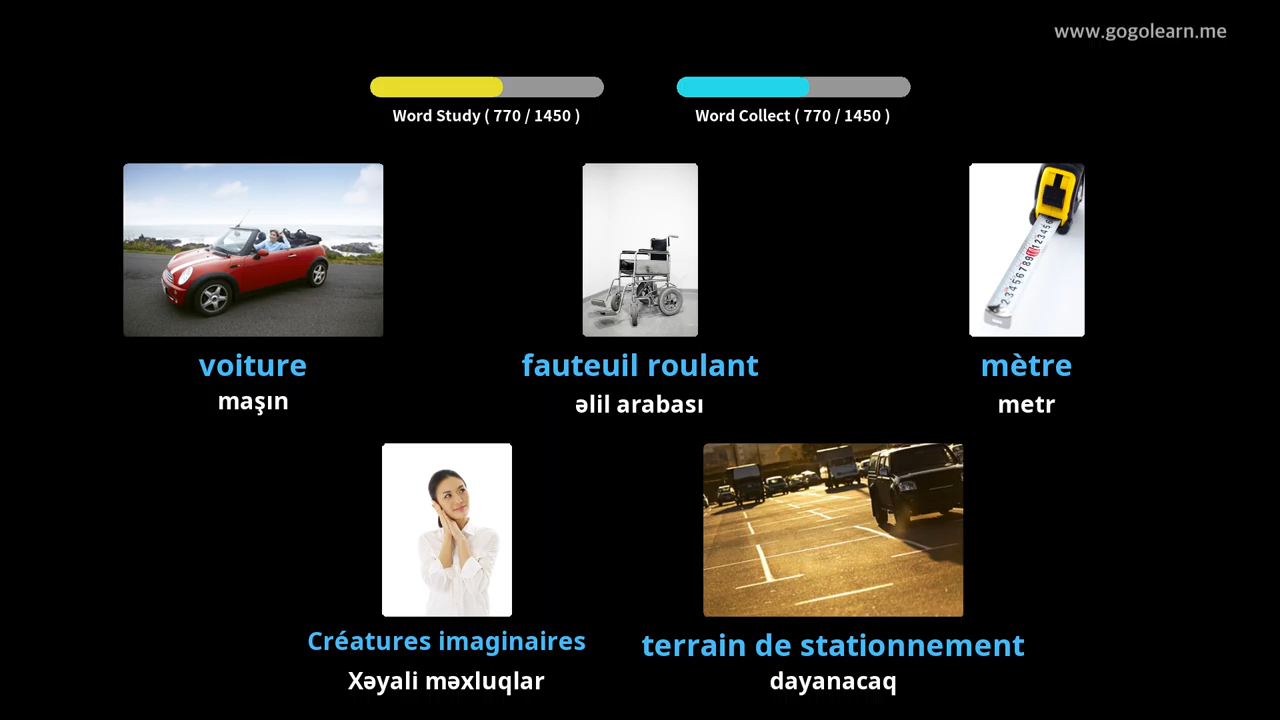 www.gogolearn.me
Word Study ( 770 / 1450 )
Word Collect ( 770 / 1450 )
voiture
maşın
fauteuil roulant
əlil arabası
mètre
metr
Créatures imaginaires
Xəyali məxluqlar
terrain de stationnement
dayanacaq